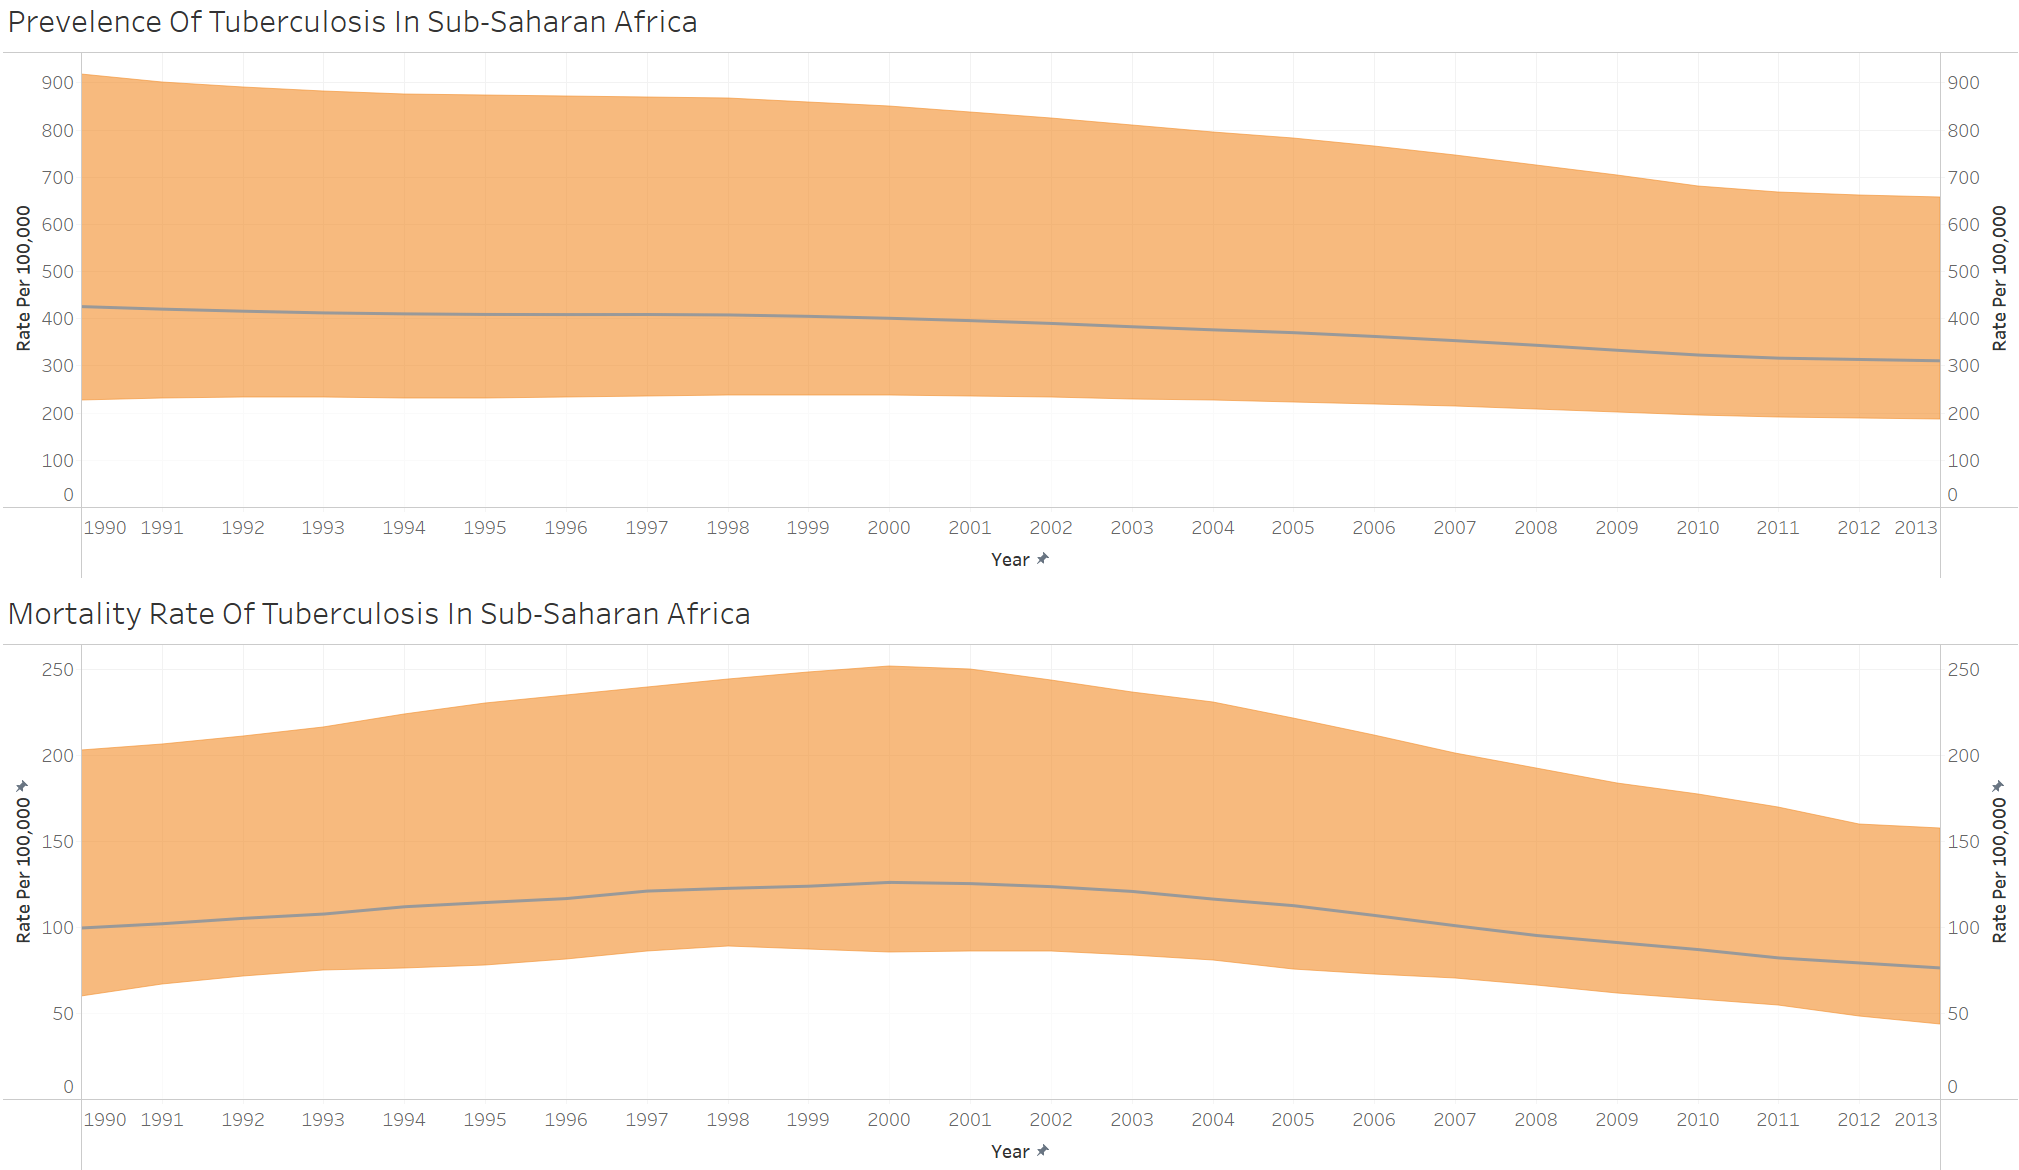 Prevelence Of Tuberculosis In Sub-Saharan Africa
900 900
800 800
700 700
600 600
500 500
400 400
300 300
200 200
100 100
0 0
Rate Per 100,000
Rate Per 100,000
1990 1991 1992 1993 1994 1995 1996 1997 1998 1999 2000 2001 2002 2003 2004 2005 2006 2007 2008 2009 2010 2011 2012 2013
Year
Mortality Rate Of Tuberculosis In Sub-Saharan Africa
250 250
200 200
150 150
100 100
50 50
0 0
Rate Per 100,000
Rate Per 100,000
1990 1991 1992 1993 1994 1995 1996 1997 1998 1999 2000 2001 2002 2003 2004 2005 2006 2007 2008 2009 2010 2011 2012 2013
Year